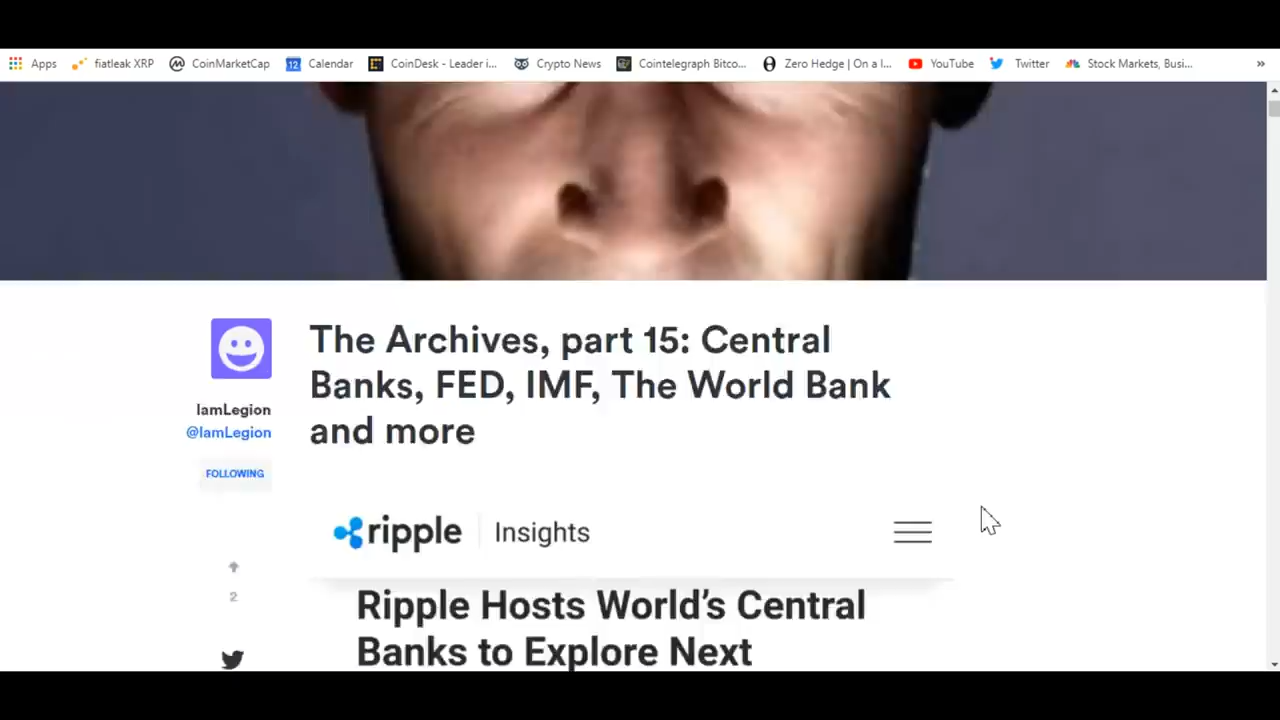 Apps fiatleak XRP CoinMarketCap 12 Calendar CoinDesk - Leader i... Crypto News Cointelegraph Bitco... Zero Hedge | On a l... YouTube Twitter Stock Markets, Busi... »
The Archives, part 15: Central
Banks, FED, IMF, The World Bank
and more
IamLegion
@IamLegion
FOLLOWING
ripple Insights
2
Ripple Hosts World’s Central
Banks to Explore Next